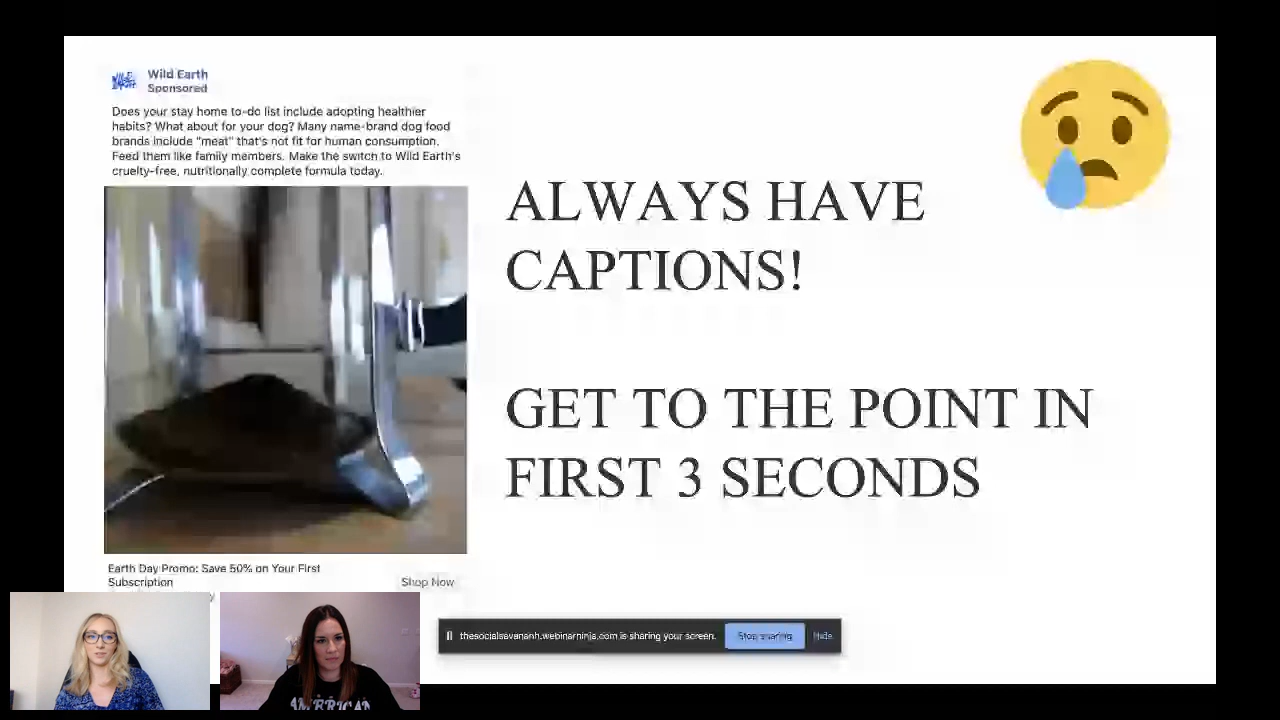 Wild Earth
Sponsored
Does your stay home to-do list include adopting healthier
habits? What about for your dog? Many name-brand dog food
brands include "meat" that's not fit for human consumption.
Feed them like family members. Make the switch to Wild Earth's
cruelty-free, nutritionally complete formula today.
ALWAYS HAVE
CAPTIONS!
GET TO THE POINT IN
FIRST 3 SECONDS
Earth Day Promo: Save 50% on Your First
Subscription
Shop Now
thesocialsavannah.webinarninja.com is sharing your screen.
Stop sharing
Hide
AMERICAN